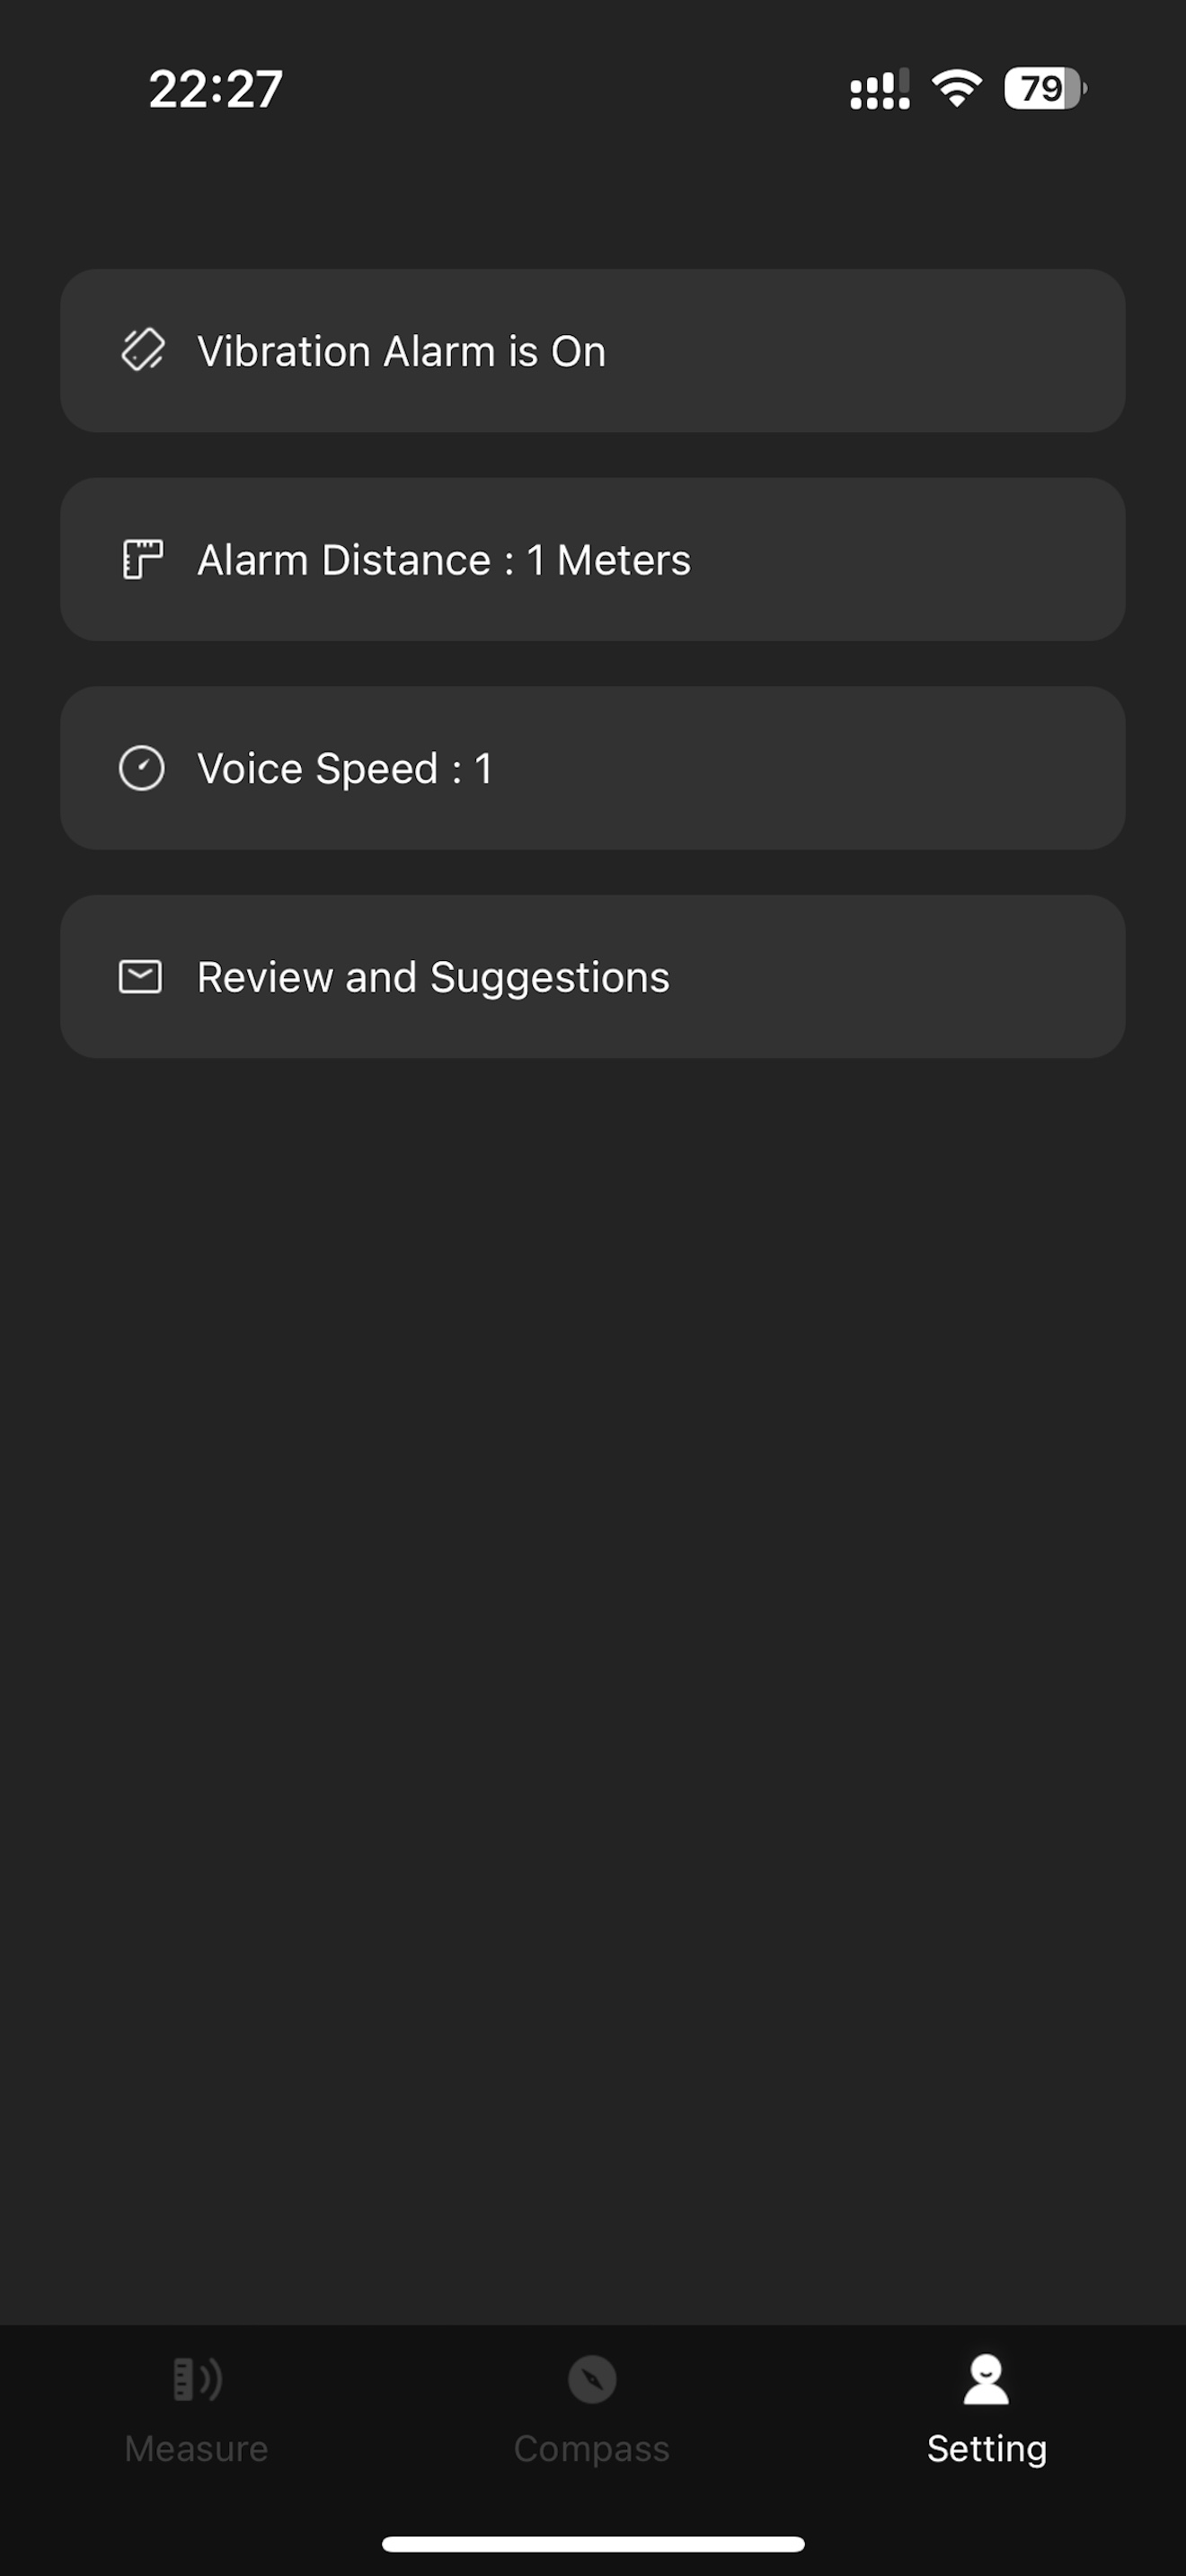 22:27
79
Vibration Alarm is On
Alarm Distance : 1 Meters
Voice Speed : 1
Review and Suggestions
Measure
Compass
Setting